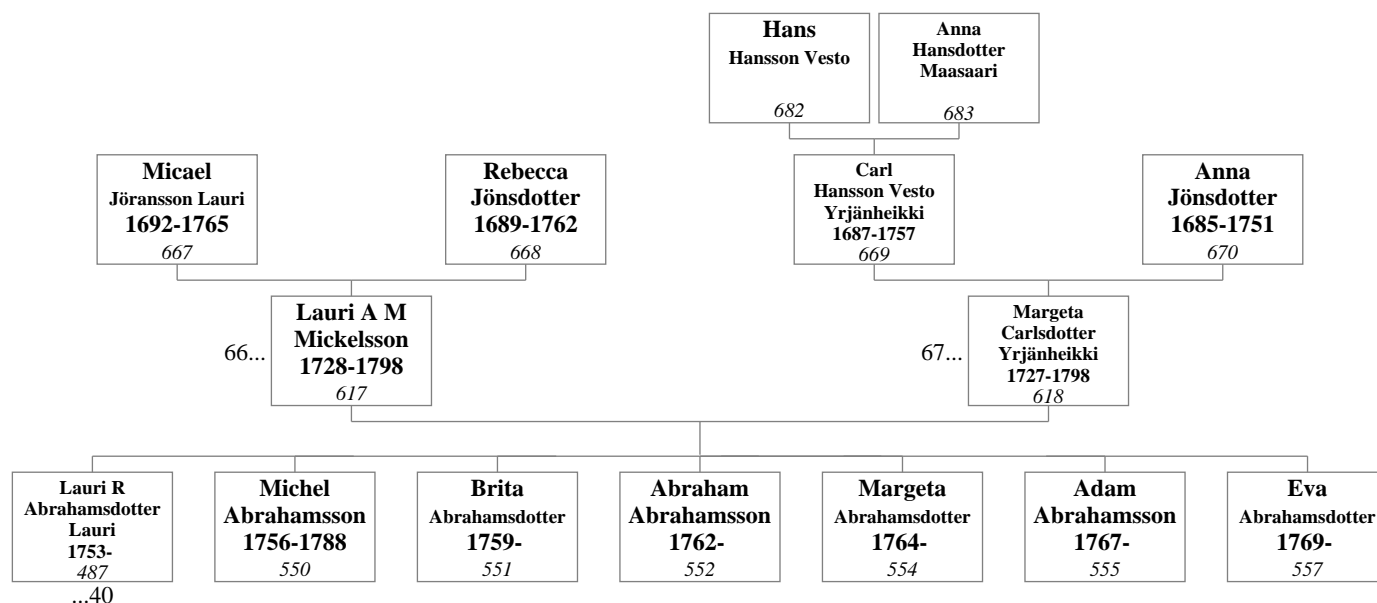 Hans
Hansson Vesto
682
Anna
Hansdotter
Maasaari
683
Micael
Jöransson Lauri
1692-1765
667
Rebecca
Jönsdotter
1689-1762
668
Carl
Hansson Vesto
Yrjänheikki
1687-1757
669
Anna
Jönsdotter
1685-1751
670
66...
Lauri A M
Mickelsson
1728-1798
617
67...
Margeta
Carlsdotter
Yrjänheikki
1727-1798
618
Lauri R
Abrahamsdotter
Lauri
1753-
487
...40
Michel
Abrahamsson
1756-1788
550
Brita
Abrahamsdotter
1759-
551
Abraham
Abrahamsson
1762-
552
Margeta
Abrahamsdotter
1764-
554
Adam
Abrahamsson
1767-
555
Eva
Abrahamsdotter
1769-
557